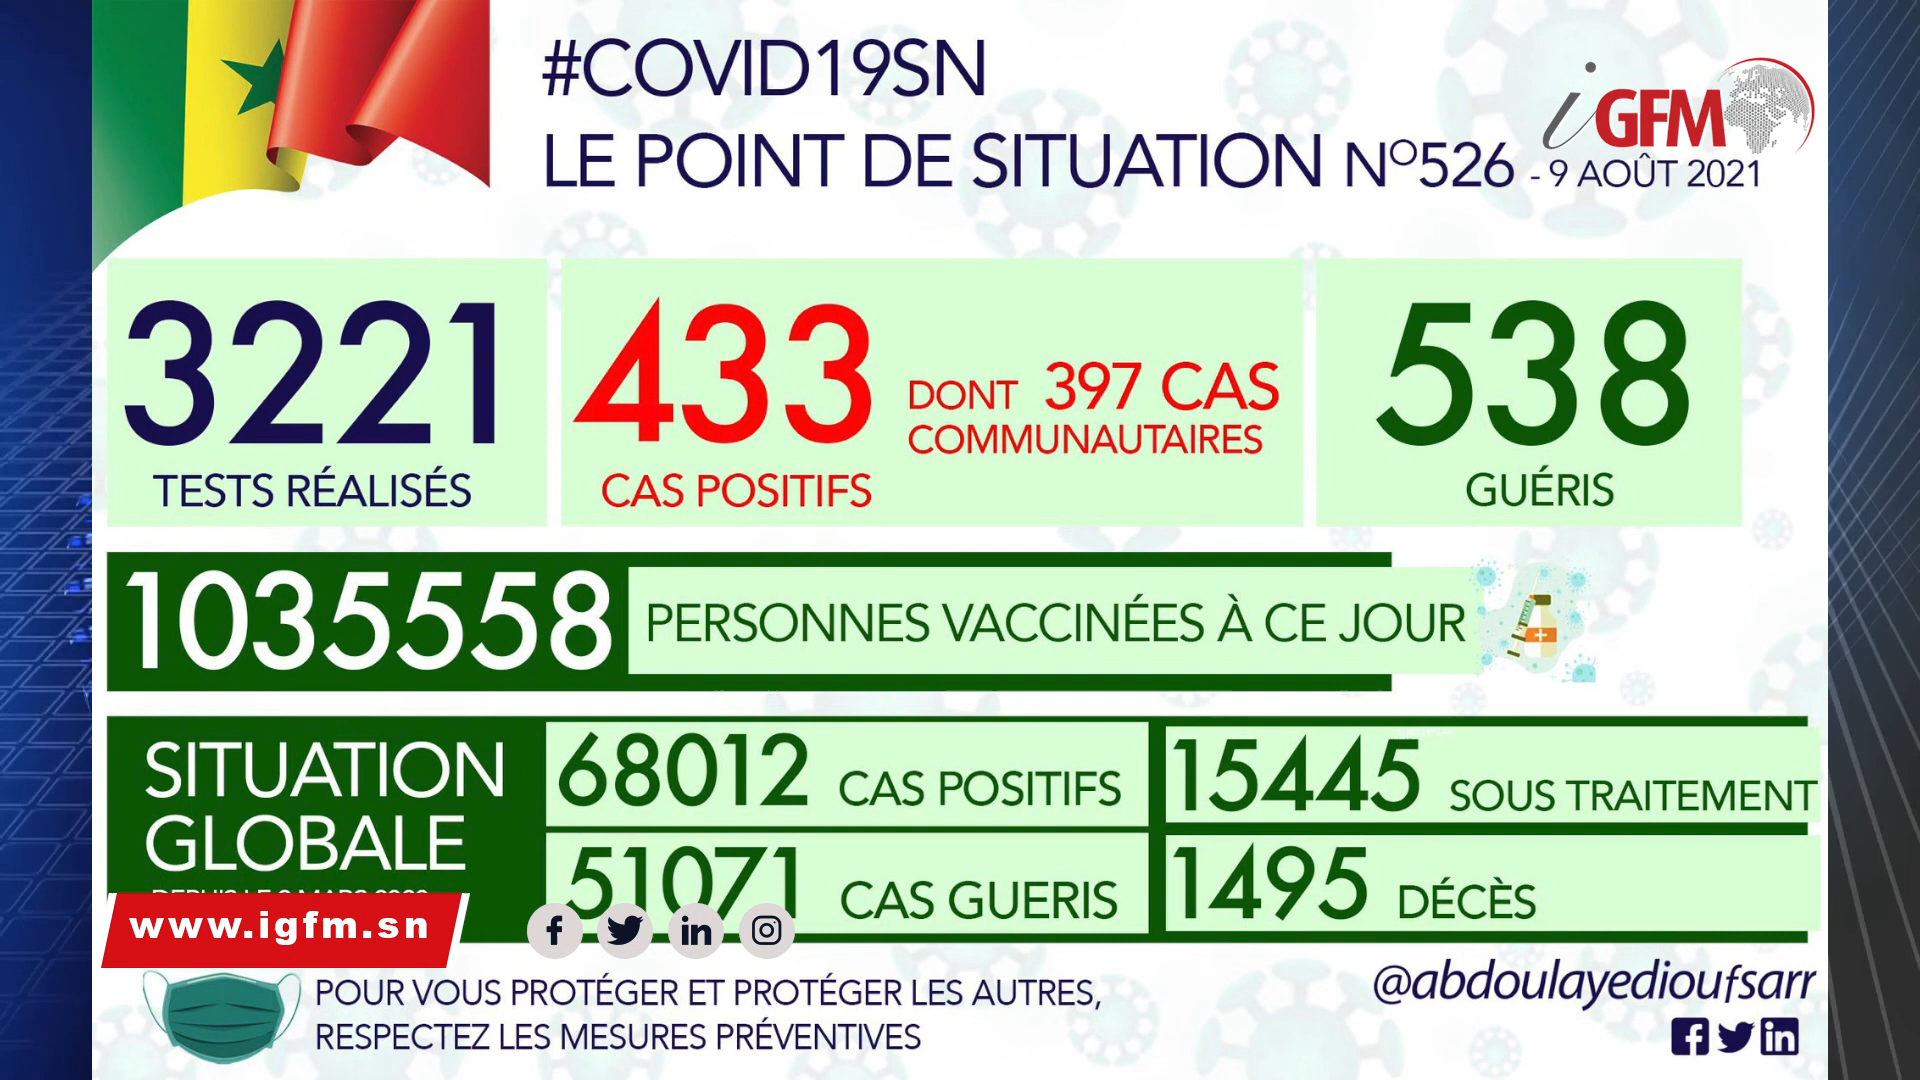 #COVID19SN
iGFM
LE POINT DE SITUATION N°526 - 9 AOÛT 2021
3221
TESTS RÉALISÉS
433
CAS POSITIFS
DONT 397 CAS
COMMUNAUTAIRES
538
GUÉRIS
1035558 PERSONNES VACCINÉES À CE JOUR
SITUATION
GLOBALE
68012 CAS POSITIFS
15445 SOUS TRAITEMENT
51071 CAS GUERIS
1495 DÉCÈS
www.igfm.sn
POUR VOUS PROTÉGER ET PROTÉGER LES AUTRES,
RESPECTEZ LES MESURES PRÉVENTIVES
@abdoulayedioufsarr